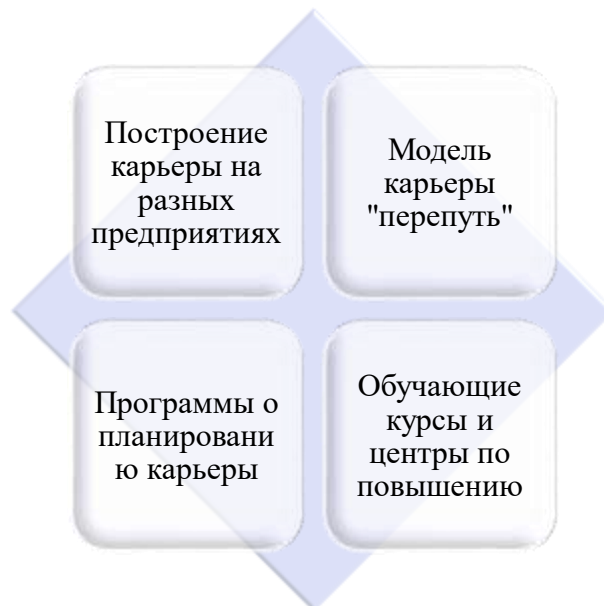 Построение
карьеры на
разных
предприятиях
Модель
карьеры
"перепуть"
Программы о
планировани
ю карьеры
Обучающие
курсы и
центры по
повышению